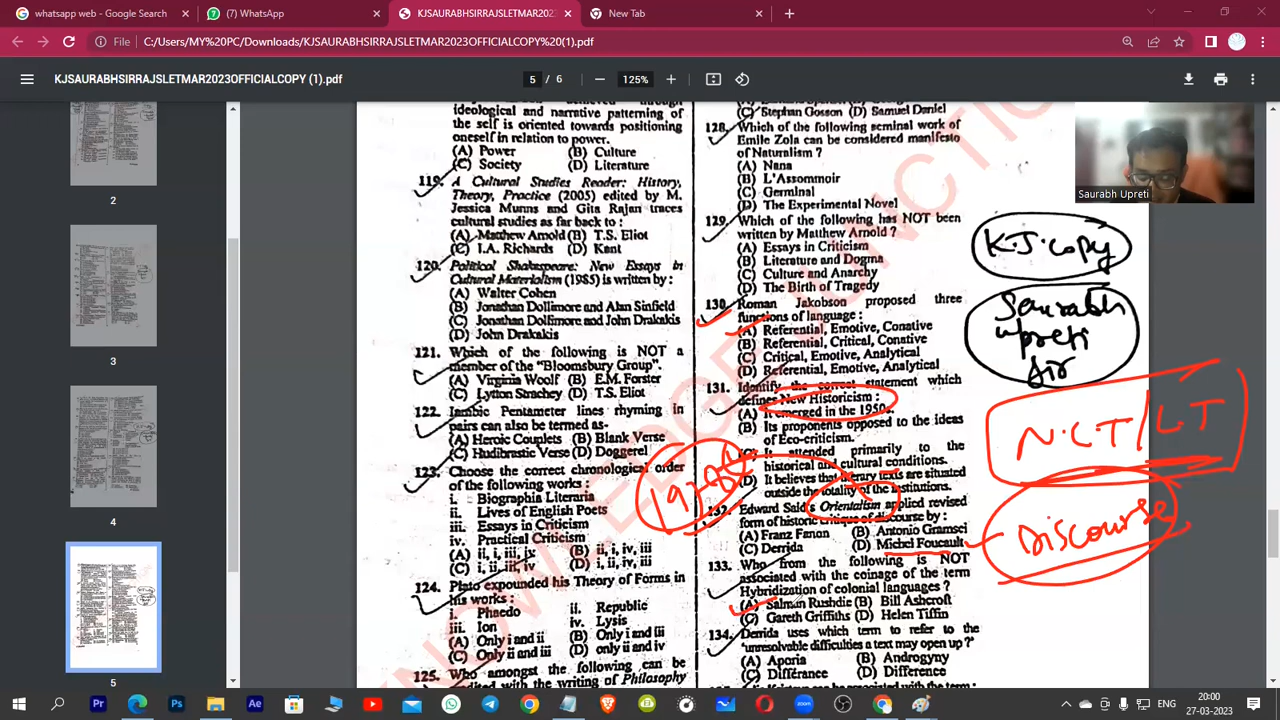 whatsapp web - Google Search
(7) WhatsApp
KJSAURABHSIRRAJSLETMAR2023
New Tab
File
C:/Users/MY%20PC/Downloads/KJSAURABHSIRRAJSLETMAR2023OFFICIALCOPY%20(1).pdf
KJSAURABHSIRRAJSLETMAR2023OFFICIALCOPY (1).pdf
5 / 6
125%
2
3
4
5
ideological and narrative patterning of
the self is oriented towards positioning
oneself in relation to power.
(A) Power (B) Culture
(C) Society (D) Literature
119. A Cultural Studies Reader: History,
Theory, Practice (2005) edited by M.
Jessica Munns and Gita Rajan traces
cultural studies as far back to :
(A) Matthew Arnold (B) T.S. Eliot
(C) I.A. Richards (D) Kant
120. Political Shakespeare: New Essays in
Cultural Materialism (1985) is written by :
(A) Walter Cohen
(B) Jonathan Dollimore and Alan Sinfield
(C) Jonathan Dolfimore and John Drakakis
(D) John Drakakis
121. Which of the following is NOT a
member of the "Bloomsbury Group".
(A) Virginia Woolf (B) E.M. Forster
(C) Lytton Strachey (D) T.S. Eliot
122. Iambic Pentameter lines rhyming in
pairs can also be termed as-
(A) Heroic Couplets (B) Blank Verse
(C) Hudibrastic Verse (D) Doggerel
123. Choose the correct chronological order
of the following works :
i. Biographia Literaria
ii. Lives of English Poets
iii. Essays in Criticism
iv. Practical Criticism
(A) ii, i, iii, iv (B) ii, i, iv, iii
(C) i, ii, iii, iv (D) i, ii, iv, iii
124. Plato expounded his Theory of Forms in
his works :
i. Phaedo ii. Republic
iii. Ion iv. Lysis
(A) Only i and ii (B) Only i and iii
(C) Only ii and iii (D) only ii and iv
125. Who amongst the following can be
credited with the writing of Philosophy
(C) Stephan Gosson (D) Samuel Daniel
128. Which of the following seminal work of
Emile Zola can be considered manifesto
of Naturalism ?
(A) Nana
(B) L'Assommoir
(C) Germinal
(D) The Experimental Novel
129. Which of the following has NOT been
written by Matthew Arnold ?
(A) Essays in Criticism
(B) Literature and Dogma
(C) Culture and Anarchy
(D) The Birth of Tragedy
130. Roman Jakobson proposed three
functions of language :
(A) Referential, Emotive, Conative
(B) Referential, Critical, Conative
(C) Critical, Emotive, Analytical
(D) Referential, Emotive, Analytical
131. Identify the correct statement which
defines New Historicism :
(A) It emerged in the 1950s.
(B) Its proponents opposed to the ideas
of Eco-criticism.
(C) It attended primarily to the
historical and cultural conditions.
(D) It believes that literary texts are situated
outside the totality of the institutions.
132. Edward Said's Orientalism applied revised
form of historic critique of discourse by :
(A) Franz Fanon (B) Antonio Gramsci
(C) Derrida (D) Michel Foucault
133. Who from the following is NOT
associated with the coinage of the term
Hybridization of colonial languages ?
(A) Salman Rushdie (B) Bill Ashcroft
(C) Gareth Griffiths (D) Helen Tiffin
134. Derrida uses which term to refer to the
'unresolvable difficulties a text may open up?'
(A) Aporia (B) Androgyny
(C) Différance (D) Difference
K.J.copy
Saurabh
upreti
Sir
N.C.T/LT
Discourse
Saurabh Upreti
ENG
20:00
27-03-2023